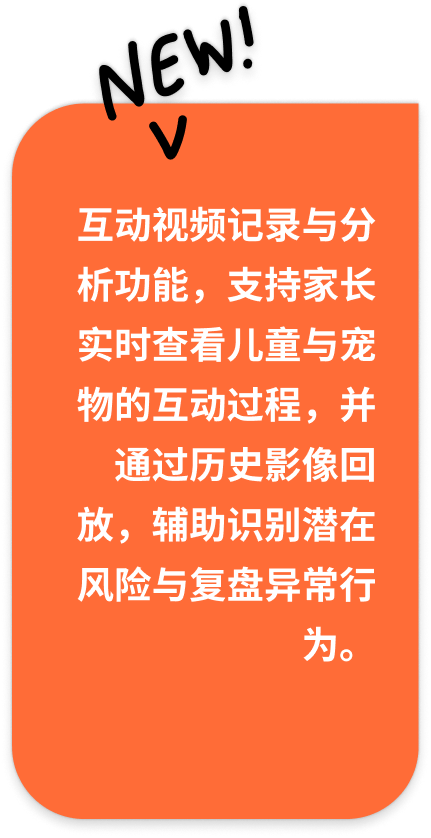 NEW!
互动视频记录与分
析功能，支持家长
实时查看儿童与宠
物的互动过程，并
通过历史影像回
放，辅助识别潜在
风险与复盘异常行
为。